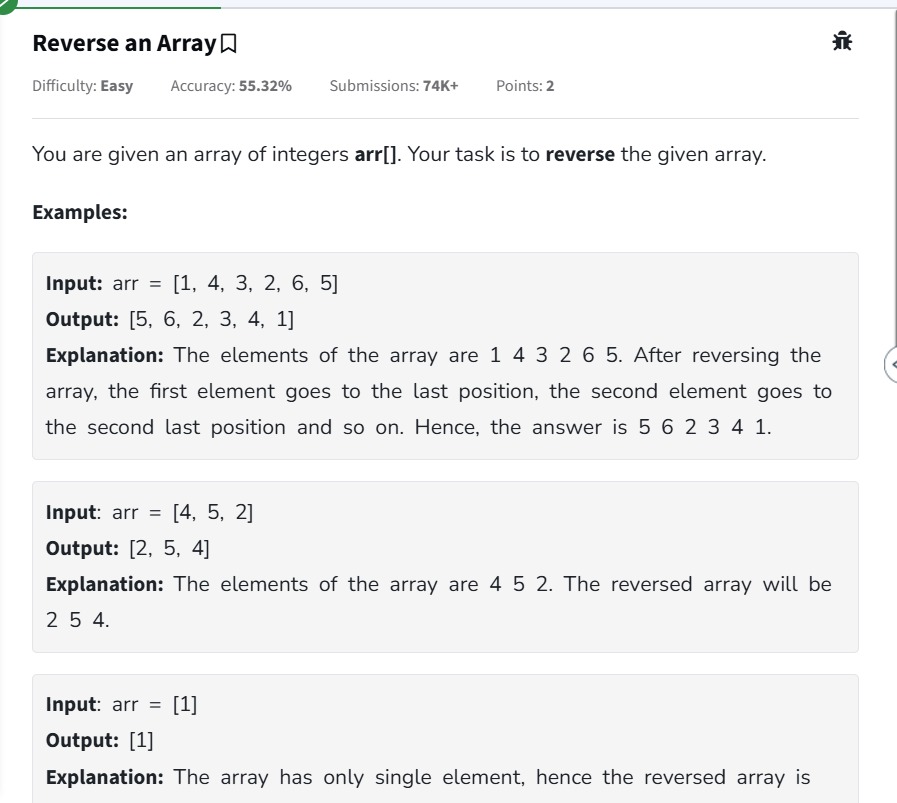 Reverse an Array
Difficulty: Easy Accuracy: 55.32% Submissions: 74K+ Points: 2
You are given an array of integers arr[]. Your task is to reverse the given array.
Examples:
Input: arr = [1, 4, 3, 2, 6, 5]
Output: [5, 6, 2, 3, 4, 1]
Explanation: The elements of the array are 1 4 3 2 6 5. After reversing the
array, the first element goes to the last position, the second element goes to
the second last position and so on. Hence, the answer is 5 6 2 3 4 1.
Input: arr = [4, 5, 2]
Output: [2, 5, 4]
Explanation: The elements of the array are 4 5 2. The reversed array will be
2 5 4.
Input: arr = [1]
Output: [1]
Explanation: The array has only single element, hence the reversed array is